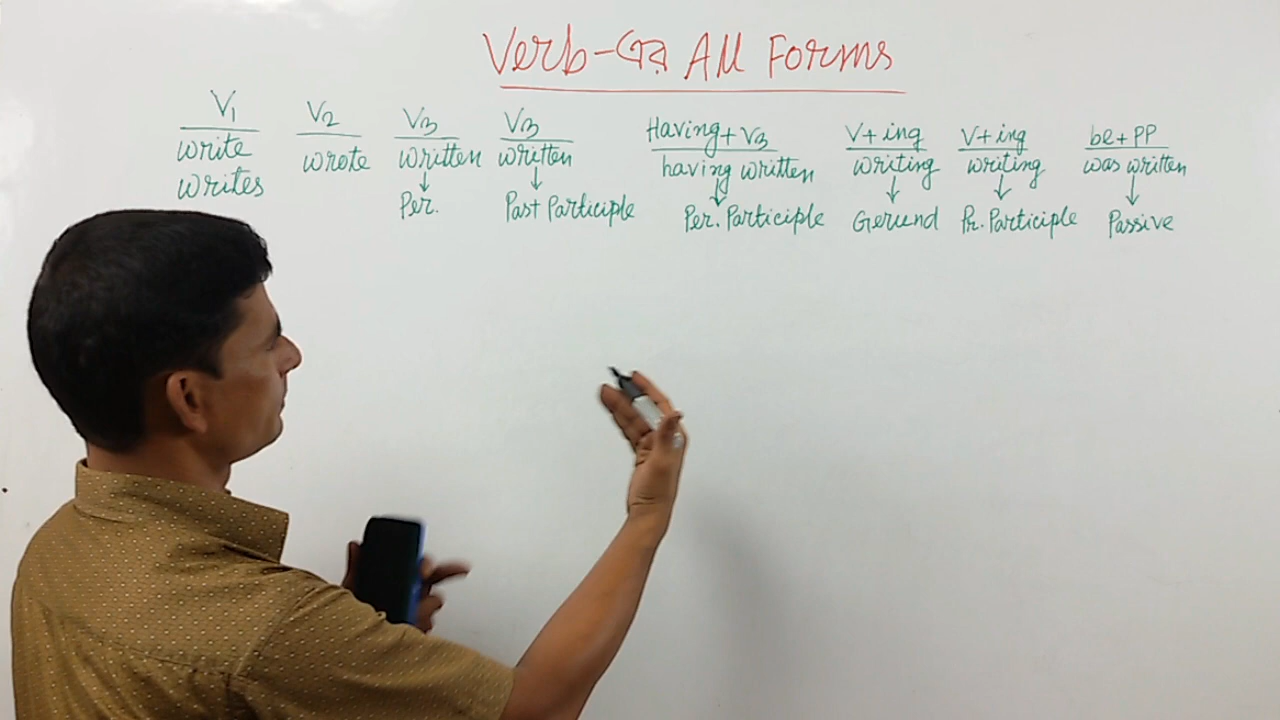 Verb-এর All Forms
V1 V2 V3 V3 Having + V3 V + ing V + ing be + PP
write wrote written written having written writing writing was written
writes
↓ ↓ ↓ ↓ ↓ ↓
Per. Past Participle Per. Participle Gerund Pr. Participle Passive